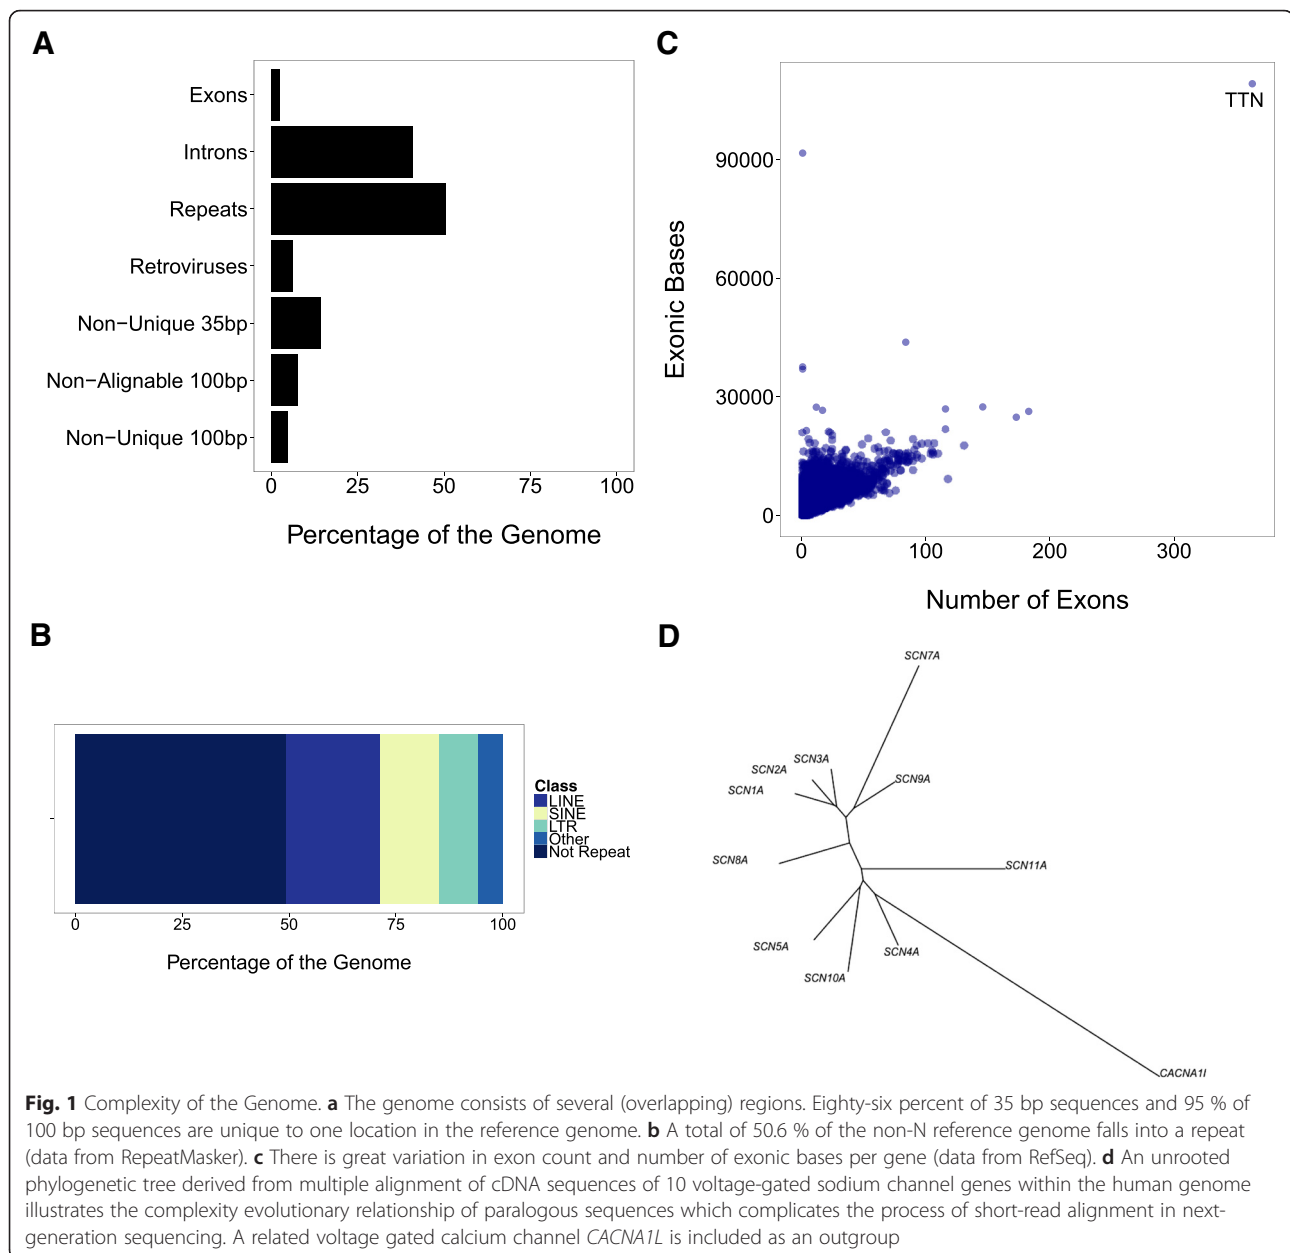 A
Exons
Introns
Repeats
Retroviruses
Non−Unique 35bp
Non−Alignable 100bp
Non−Unique 100bp
0 25 50 75 100
Percentage of the Genome
C
TTN
90000
60000
30000
0
Exonic Bases
0 100 200 300
Number of Exons
B
Class
LINE
SINE
LTR
Other
Not Repeat
0 25 50 75 100
Percentage of the Genome
D
SCN7A
SCN3A
SCN2A
SCN9A
SCN1A
SCN8A
SCN11A
SCN5A
SCN4A
SCN10A
CACNA1I
Fig. 1 Complexity of the Genome. a The genome consists of several (overlapping) regions. Eighty-six percent of 35 bp sequences and 95 % of
100 bp sequences are unique to one location in the reference genome. b A total of 50.6 % of the non-N reference genome falls into a repeat
(data from RepeatMasker). c There is great variation in exon count and number of exonic bases per gene (data from RefSeq). d An unrooted
phylogenetic tree derived from multiple alignment of cDNA sequences of 10 voltage-gated sodium channel genes within the human genome
illustrates the complexity evolutionary relationship of paralogous sequences which complicates the process of short-read alignment in next-
generation sequencing. A related voltage gated calcium channel CACNA1L is included as an outgroup